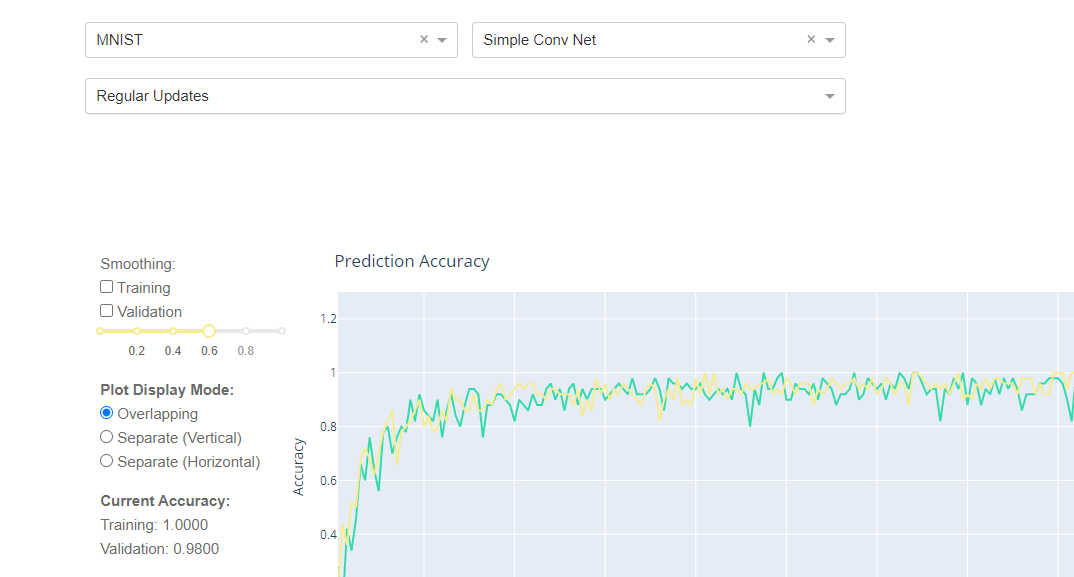 MNIST × Simple Conv Net ×
Regular Updates
Smoothing:
Training
Validation
0.2 0.4 0.6 0.8
Plot Display Mode:
Overlapping
Separate (Vertical)
Separate (Horizontal)
Current Accuracy:
Training: 1.0000
Validation: 0.9800
Prediction Accuracy
1.2
1
0.8
0.6
0.4
Accuracy